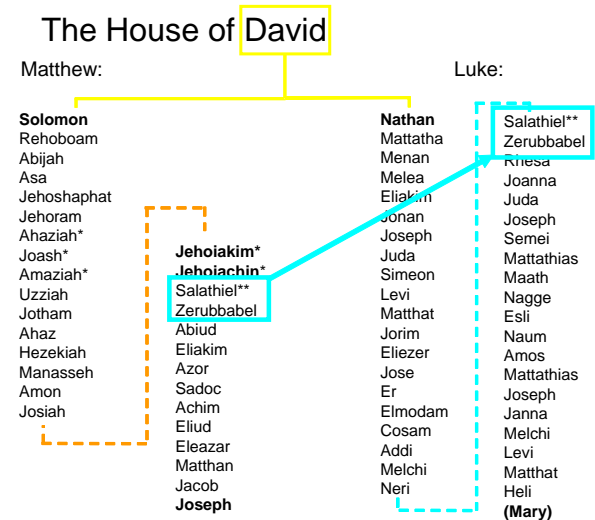 The House of David
Matthew:
Luke:
Solomon
Rehoboam
Abijah
Asa
Jehoshaphat
Jehoram
Ahaziah*
Joash*
Amaziah*
Uzziah
Jotham
Ahaz
Hezekiah
Manasseh
Amon
Josiah
Jehoiakim*
Jehoiachin*
Salathiel**
Zerubbabel
Abiud
Eliakim
Azor
Sadoc
Achim
Eliud
Eleazar
Matthan
Jacob
Joseph
Nathan
Mattatha
Menan
Melea
Eliakim
Jonan
Joseph
Juda
Simeon
Levi
Matthat
Jorim
Eliezer
Jose
Er
Elmodam
Cosam
Addi
Melchi
Neri
Salathiel**
Zerubbabel
Rhesa
Joanna
Juda
Joseph
Semei
Mattathias
Maath
Nagge
Esli
Naum
Amos
Mattathias
Joseph
Janna
Melchi
Levi
Matthat
Heli
(Mary)